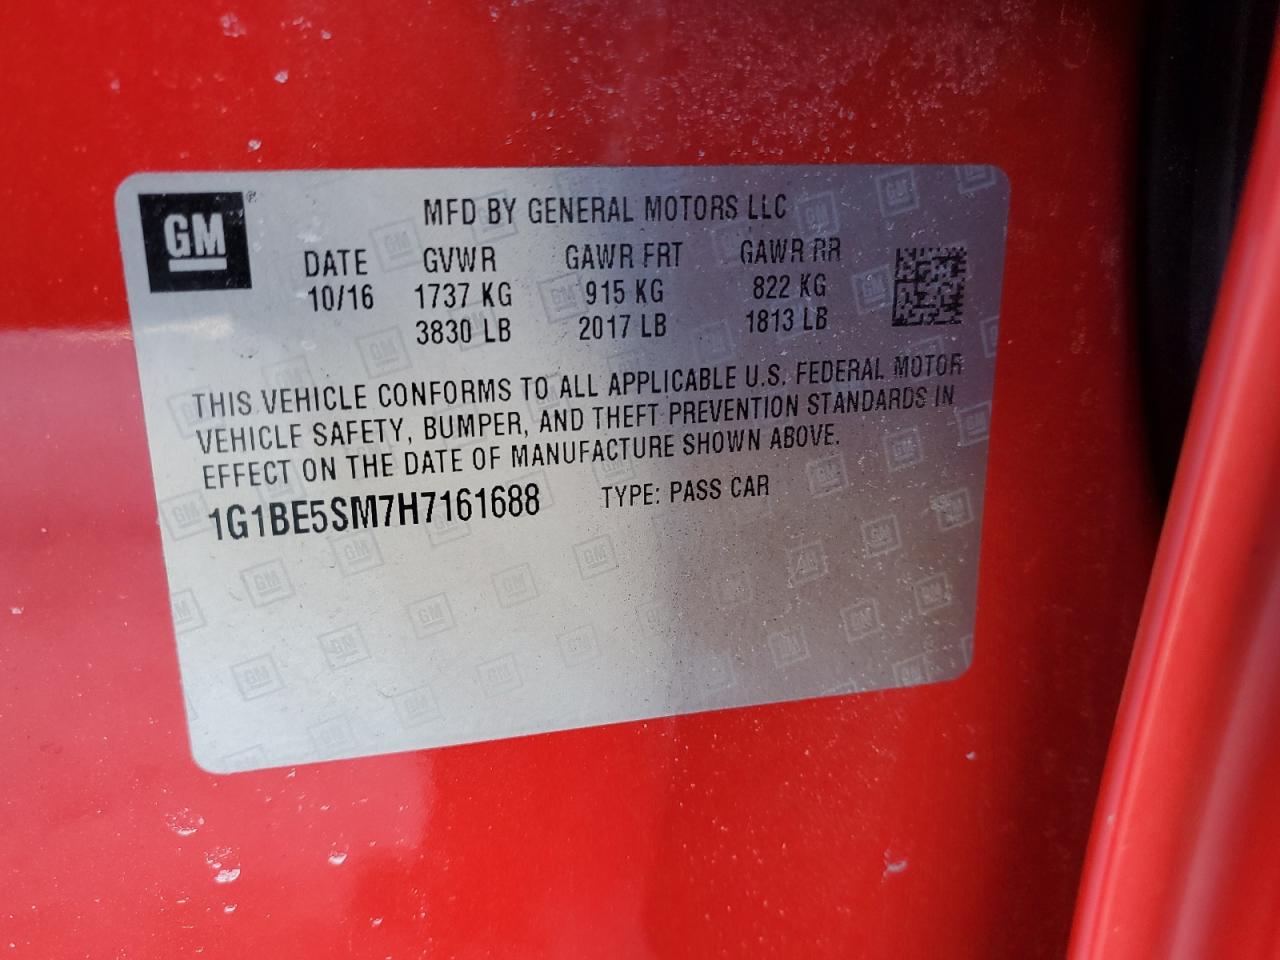 GM®
MFD BY GENERAL MOTORS LLC
DATE GVWR GAWR FRT GAWR RR
10/16 1737 KG 915 KG 822 KG
3830 LB 2017 LB 1813 LB
THIS VEHICLE CONFORMS TO ALL APPLICABLE U.S. FEDERAL MOTOR
VEHICLE SAFETY, BUMPER, AND THEFT PREVENTION STANDARDS IN
EFFECT ON THE DATE OF MANUFACTURE SHOWN ABOVE.
1G1BE5SM7H7161688 TYPE: PASS CAR